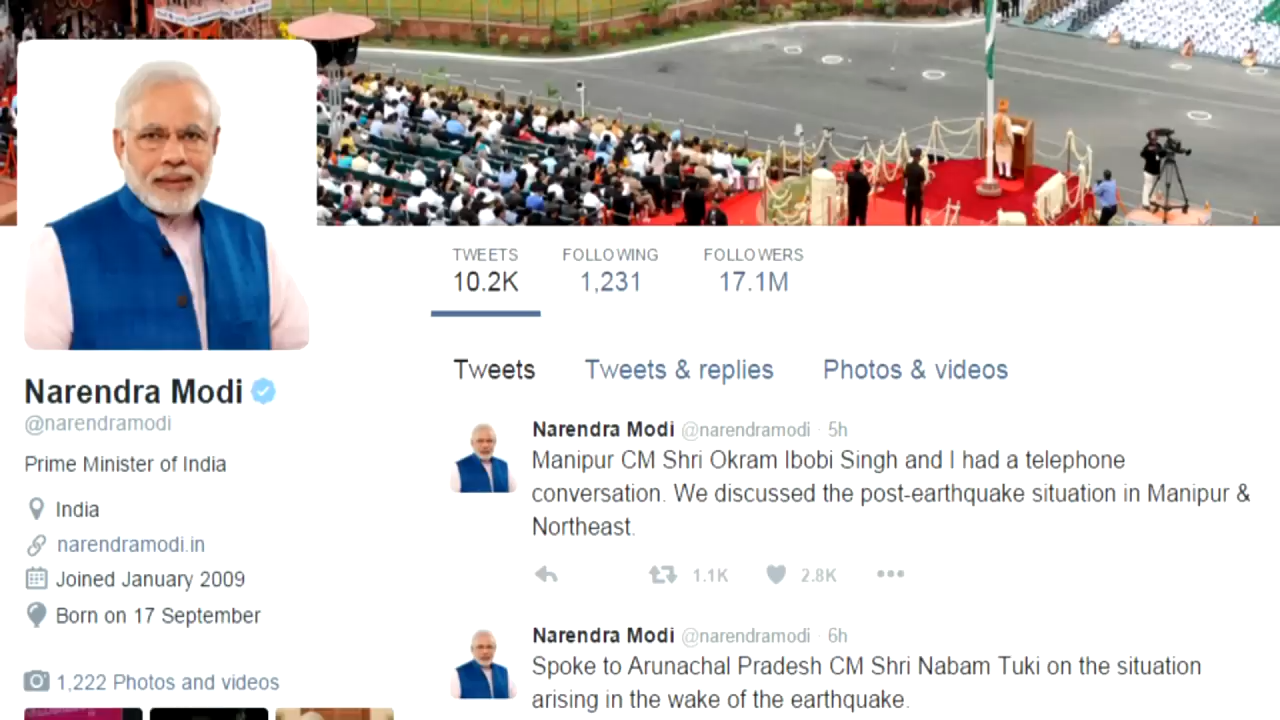 TWEETS
10.2K
FOLLOWING
1,231
FOLLOWERS
17.1M
Narendra Modi
@narendramodi
Prime Minister of India
India
narendramodi.in
Joined January 2009
Born on 17 September
1,222 Photos and videos
Tweets
Tweets & replies
Photos & videos
Narendra Modi @narendramodi · 5h
Manipur CM Shri Okram Ibobi Singh and I had a telephone
conversation. We discussed the post-earthquake situation in Manipur &
Northeast.
1.1K
2.8K
Narendra Modi @narendramodi · 6h
Spoke to Arunachal Pradesh CM Shri Nabam Tuki on the situation
arising in the wake of the earthquake.